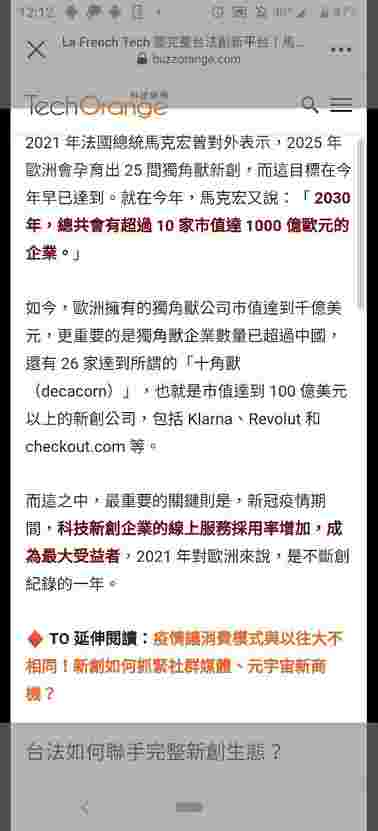 12:12
La French Tech 要完整台法創新平台！馬...
buzzorange.com
TechOrange
2021 年法國總統馬克宏曾對外表示，2025 年
歐洲會孕育出 25 間獨角獸新創，而這目標在今
年早已達到。就在今年，馬克宏又說：「 2030
年，總共會有超過 10 家市值達 1000 億歐元的
企業。」
如今，歐洲擁有的獨角獸公司市值達到千億美
元，更重要的是獨角獸企業數量已超過中國，
還有 26 家達到所謂的「十角獸
（decacorn）」，也就是市值達到 100 億美元
以上的新創公司，包括 Klarna、Revolut 和
checkout.com 等。
而這之中，最重要的關鍵則是，新冠疫情期
間，科技新創企業的線上服務採用率增加，成
為最大受益者，2021 年對歐洲來說，是不斷創
紀錄的一年。
TO 延伸閱讀：疫情讓消費模式與以往大不
相同！新創如何抓緊社群媒體、元宇宙新商
機？
台法如何聯手完整新創生態？